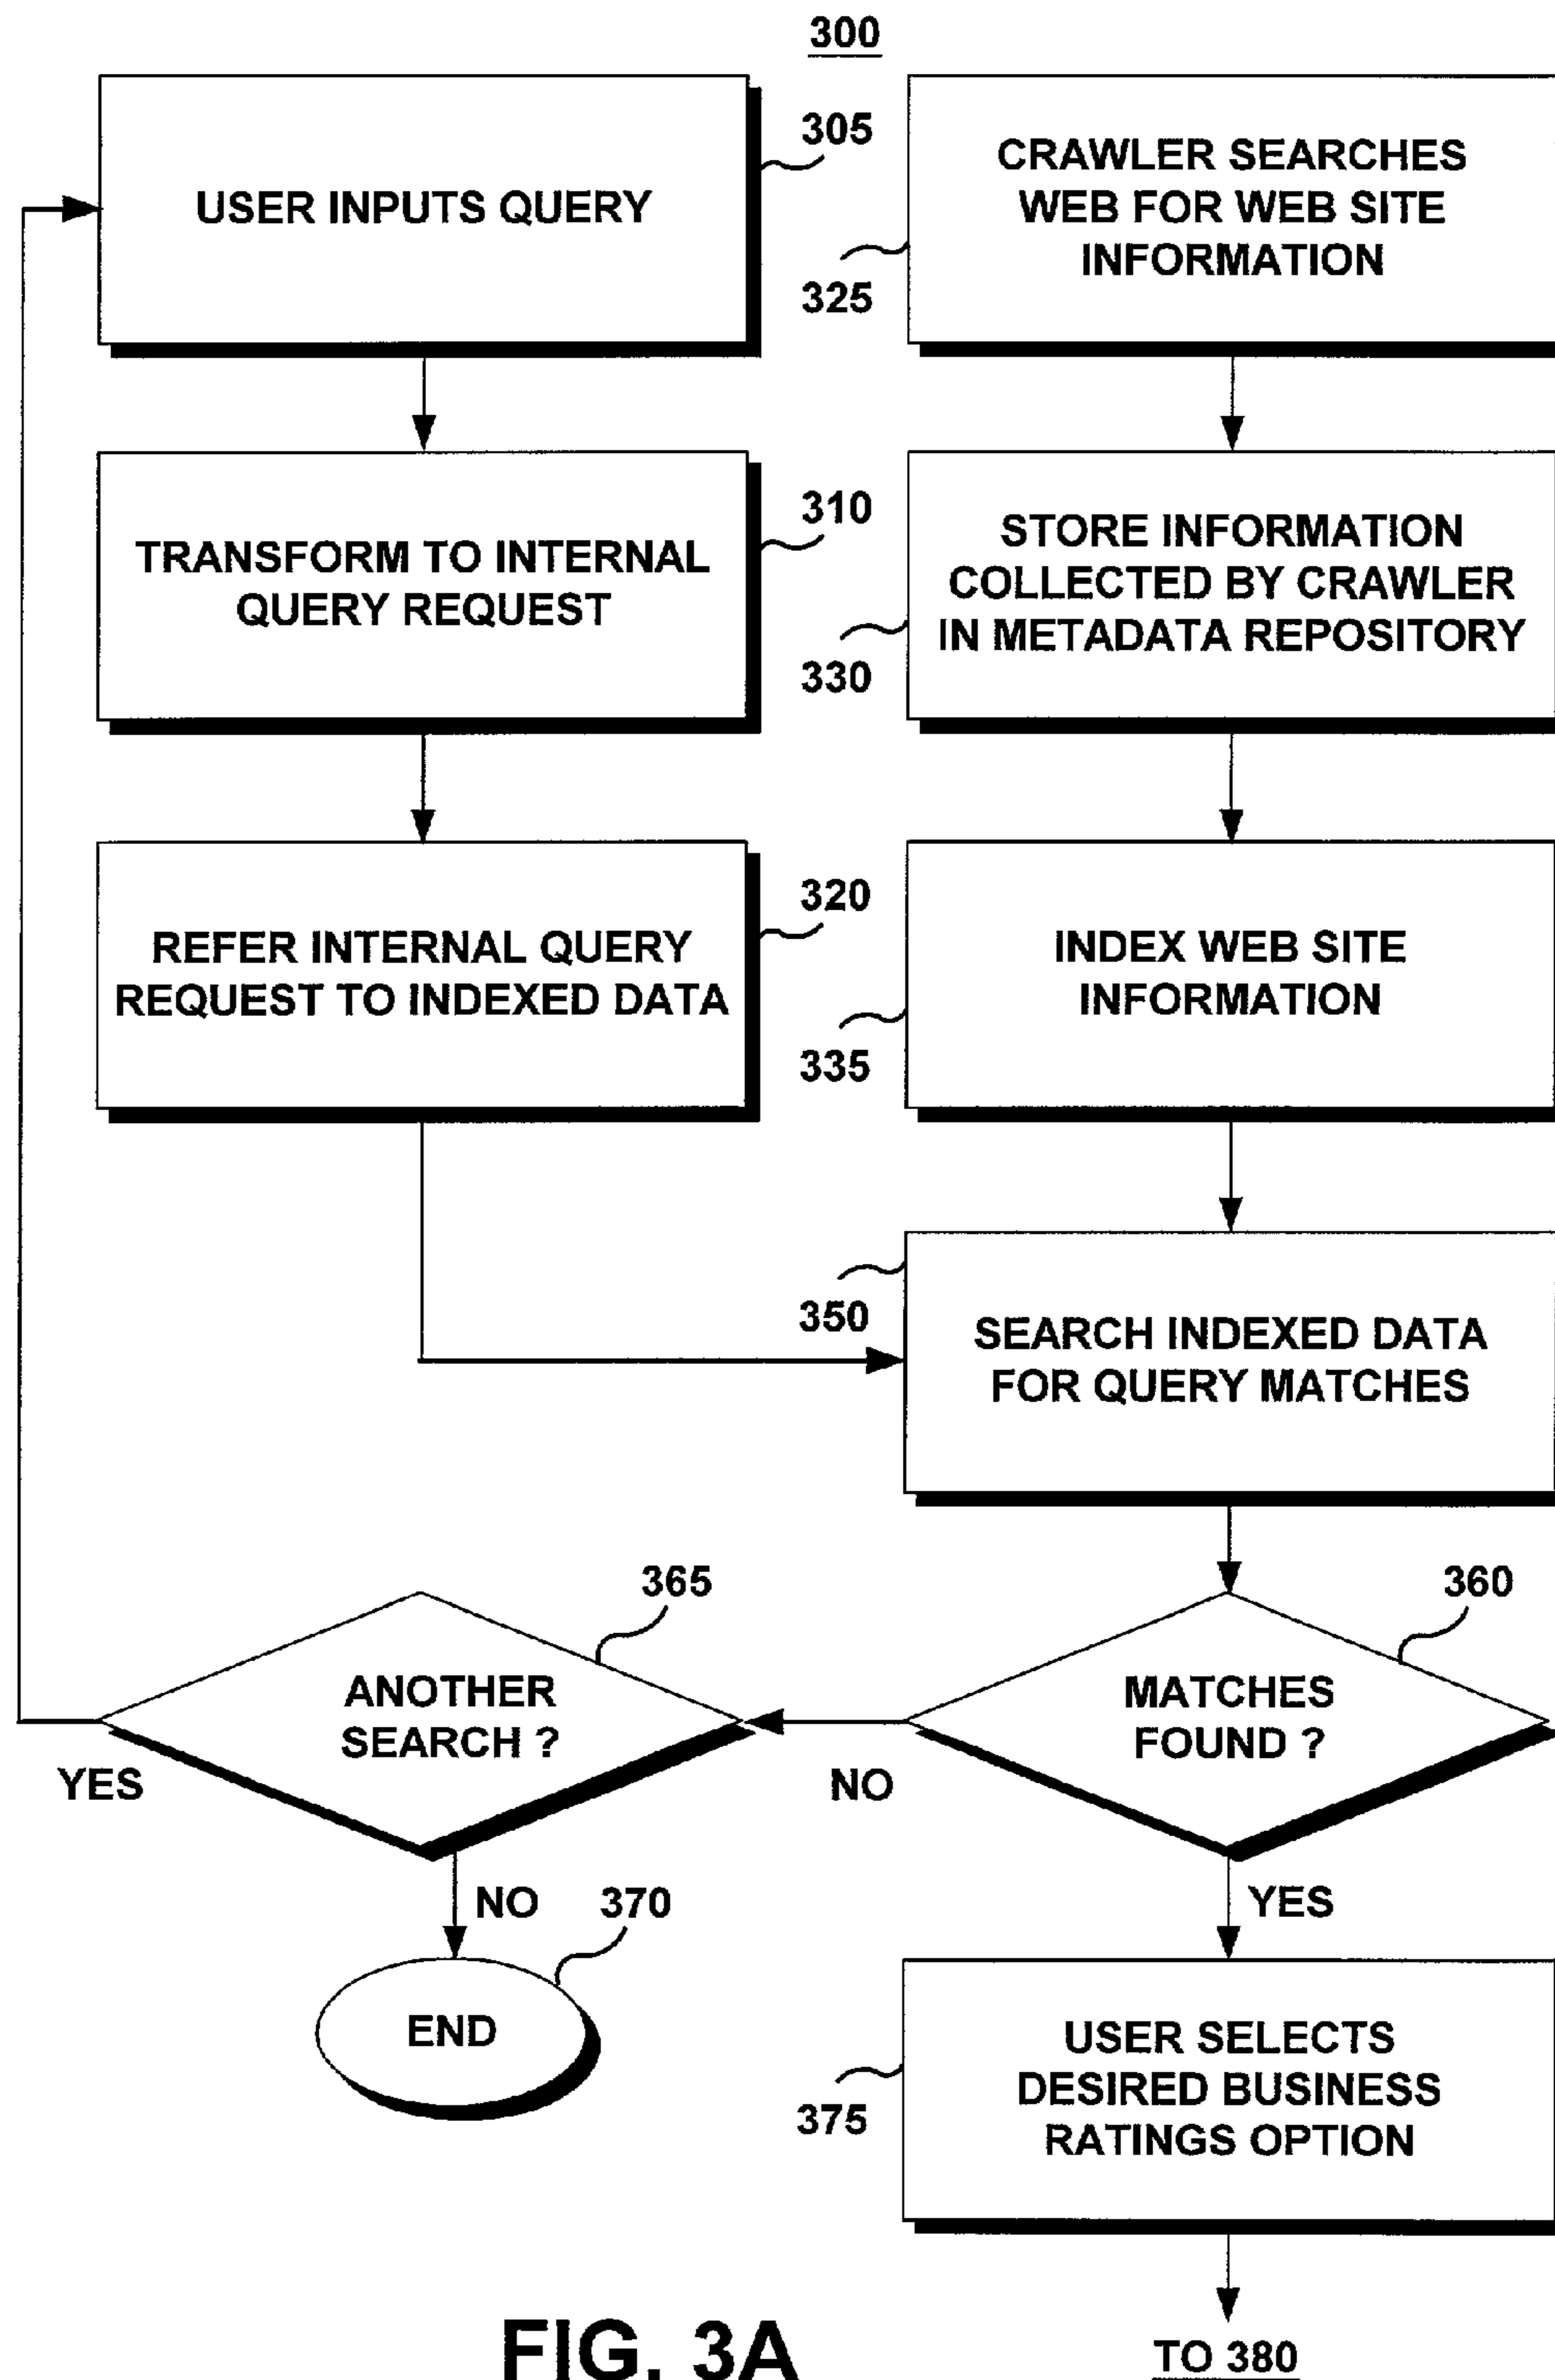 300
USER INPUTS QUERY
305
CRAWLER SEARCHES
WEB FOR WEB SITE
INFORMATION
325
TRANSFORM TO INTERNAL
QUERY REQUEST
310
STORE INFORMATION
COLLECTED BY CRAWLER
IN METADATA REPOSITORY
330
REFER INTERNAL QUERY
REQUEST TO INDEXED DATA
320
INDEX WEB SITE
INFORMATION
335
350
SEARCH INDEXED DATA
FOR QUERY MATCHES
365
360
ANOTHER
SEARCH ?
MATCHES
FOUND ?
YES
NO
NO
370
YES
END
USER SELECTS
DESIRED BUSINESS
RATINGS OPTION
375
FIG. 3A
TO 380